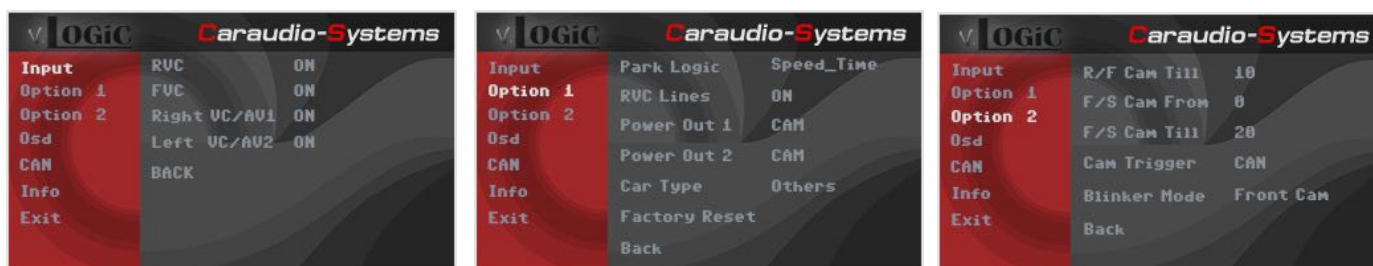 V. LOGiC Caraudio-Systems
Input RVC ON
Option 1 FVC ON
Option 2 Right VC/AV1 ON
Osd Left VC/AV2 ON
CAN BACK
Info
Exit
V. LOGiC Caraudio-Systems
Input Park Logic Speed_Time
Option 1 RVC Lines ON
Option 2 Power Out 1 CAM
Osd Power Out 2 CAM
CAN Car Type Others
Info Factory Reset
Exit Back
V. LOGiC Caraudio-Systems
Input R/F Cam Till 10
Option 1 F/S Cam From 0
Option 2 F/S Cam Till 20
Osd Cam Trigger CAN
CAN Blinker Mode Front Cam
Info Back
Exit